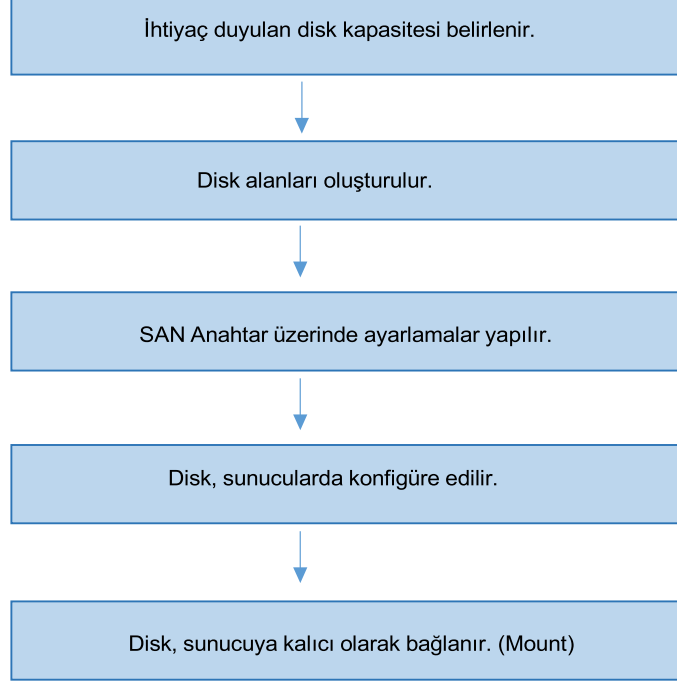 İhtiyaç duyulan disk kapasitesi belirlenir.
Disk alanları oluşturulur.
SAN Anahtar üzerinde ayarlamalar yapılır.
Disk, sunucularda konfigüre edilir.
Disk, sunucuya kalıcı olarak bağlanır. (Mount)